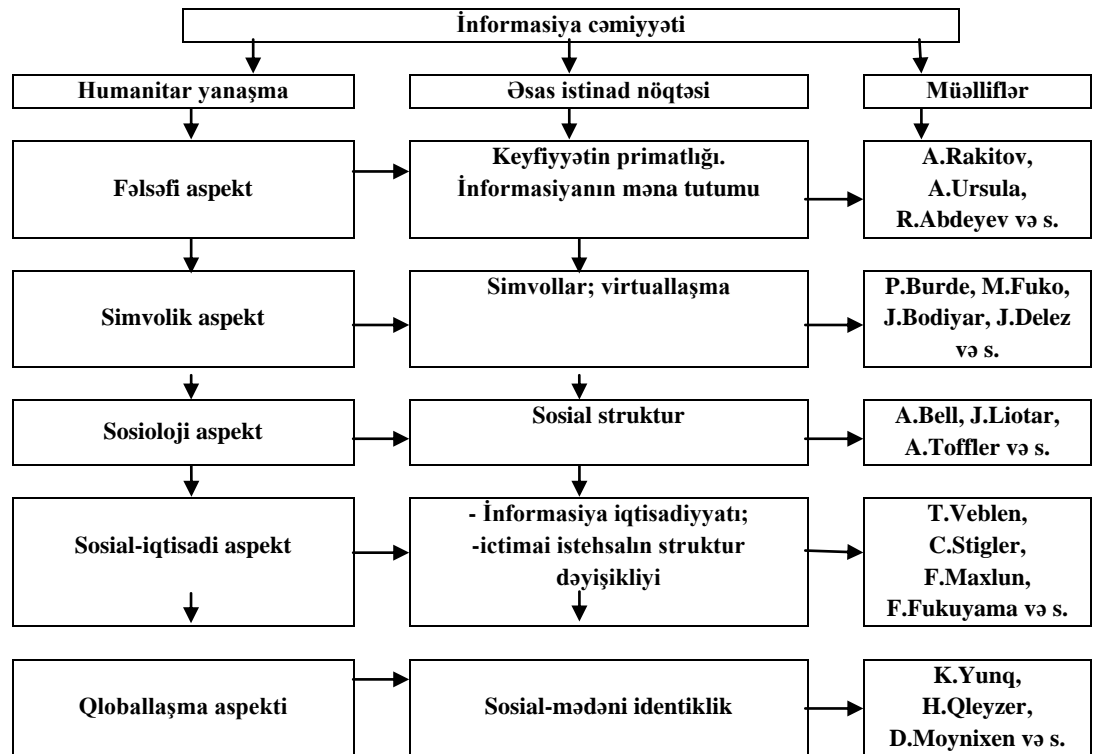 İnformasiya cəmiyyəti
Humanitar yanaşma
Əsas istinad nöqtəsi
Müəlliflər
Fəlsəfi aspekt
Keyfiyyətin primatlığı.
İnformasiyanın məna tutumu
A.Rakitov,
A.Ursula,
R.Abdeyev və s.
Simvolik aspekt
Simvollar; virtuallaşma
P.Burde, M.Fuko,
J.Bodiyar, J.Delez
və s.
Sosioloji aspekt
Sosial struktur
A.Bell, J.Liotar,
A.Toffler və s.
Sosial-iqtisadi aspekt
- İnformasiya iqtisadiyyatı;
-ictimai istehsalın struktur
dəyişikliyi
T.Veblen,
C.Stigler,
F.Maxlun,
F.Fukuyama və s.
Qloballaşma aspekti
Sosial-mədəni identiklik
K.Yunq,
H.Qleyzer,
D.Moynixen və s.